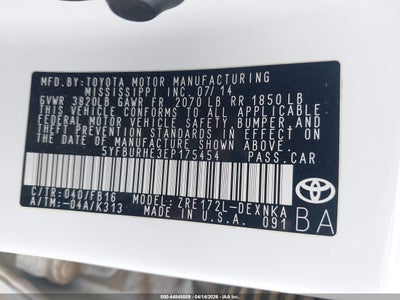 MFD. BY: TOYOTA MOTOR MANUFACTURING
MISSISSIPPI INC. 07/14
GVWR 3820LB GAWR FR 2070 LB RR 1850 LB
THIS VEHICLE CONFORMS TO ALL APPLICABLE
FEDERAL MOTOR VEHICLE SAFETY, BUMPER, AND
THEFT PREVENTION STANDARDS IN EFFECT ON
THE DATE OF MANUFACTURE SHOWN ABOVE.
5YFBURHE3EP175454 PASS.CAR
C/TR: 040/FB16 MODEL: ZRE172L-DEXNKA
A/TM:-04A/K313 MADE IN U.S.A. 091
TOYOTA
BA
000-44845589 - 04/14/2026 - IAA, LLC